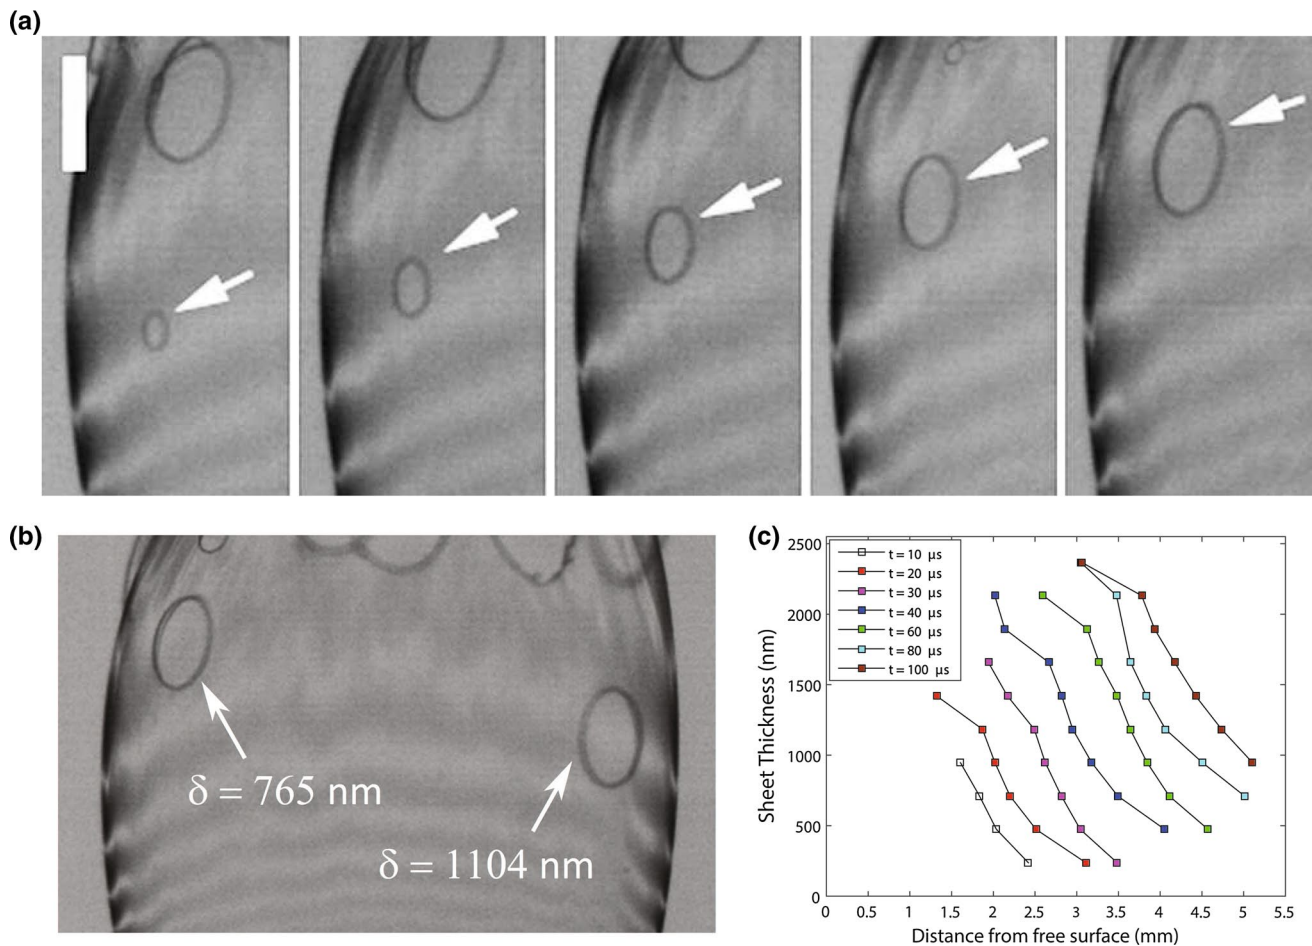 (a)
(b)
δ = 765 nm
δ = 1104 nm
(c)
Sheet Thickness (nm)
2500
2000
1500
1000
500
0
t = 10 μs
t = 20 μs
t = 30 μs
t = 40 μs
t = 60 μs
t = 80 μs
t = 100 μs
0 0.5 1 1.5 2 2.5 3 3.5 4 4.5 5 5.5
Distance from free surface (mm)